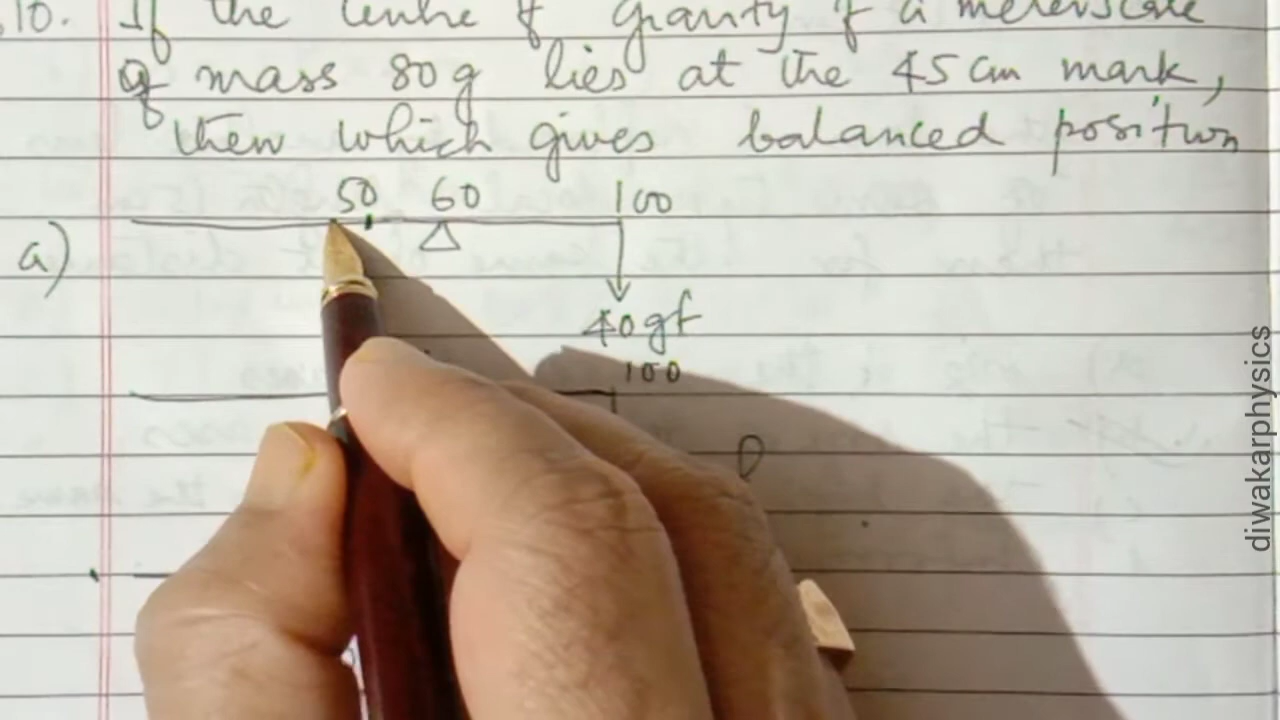 10. If the Centre of Gravity of a meterscale
of mass 80g lies at the 45 cm mark,
then which gives balanced position
50 60 100
a)
40gf
100
diwakarphysics